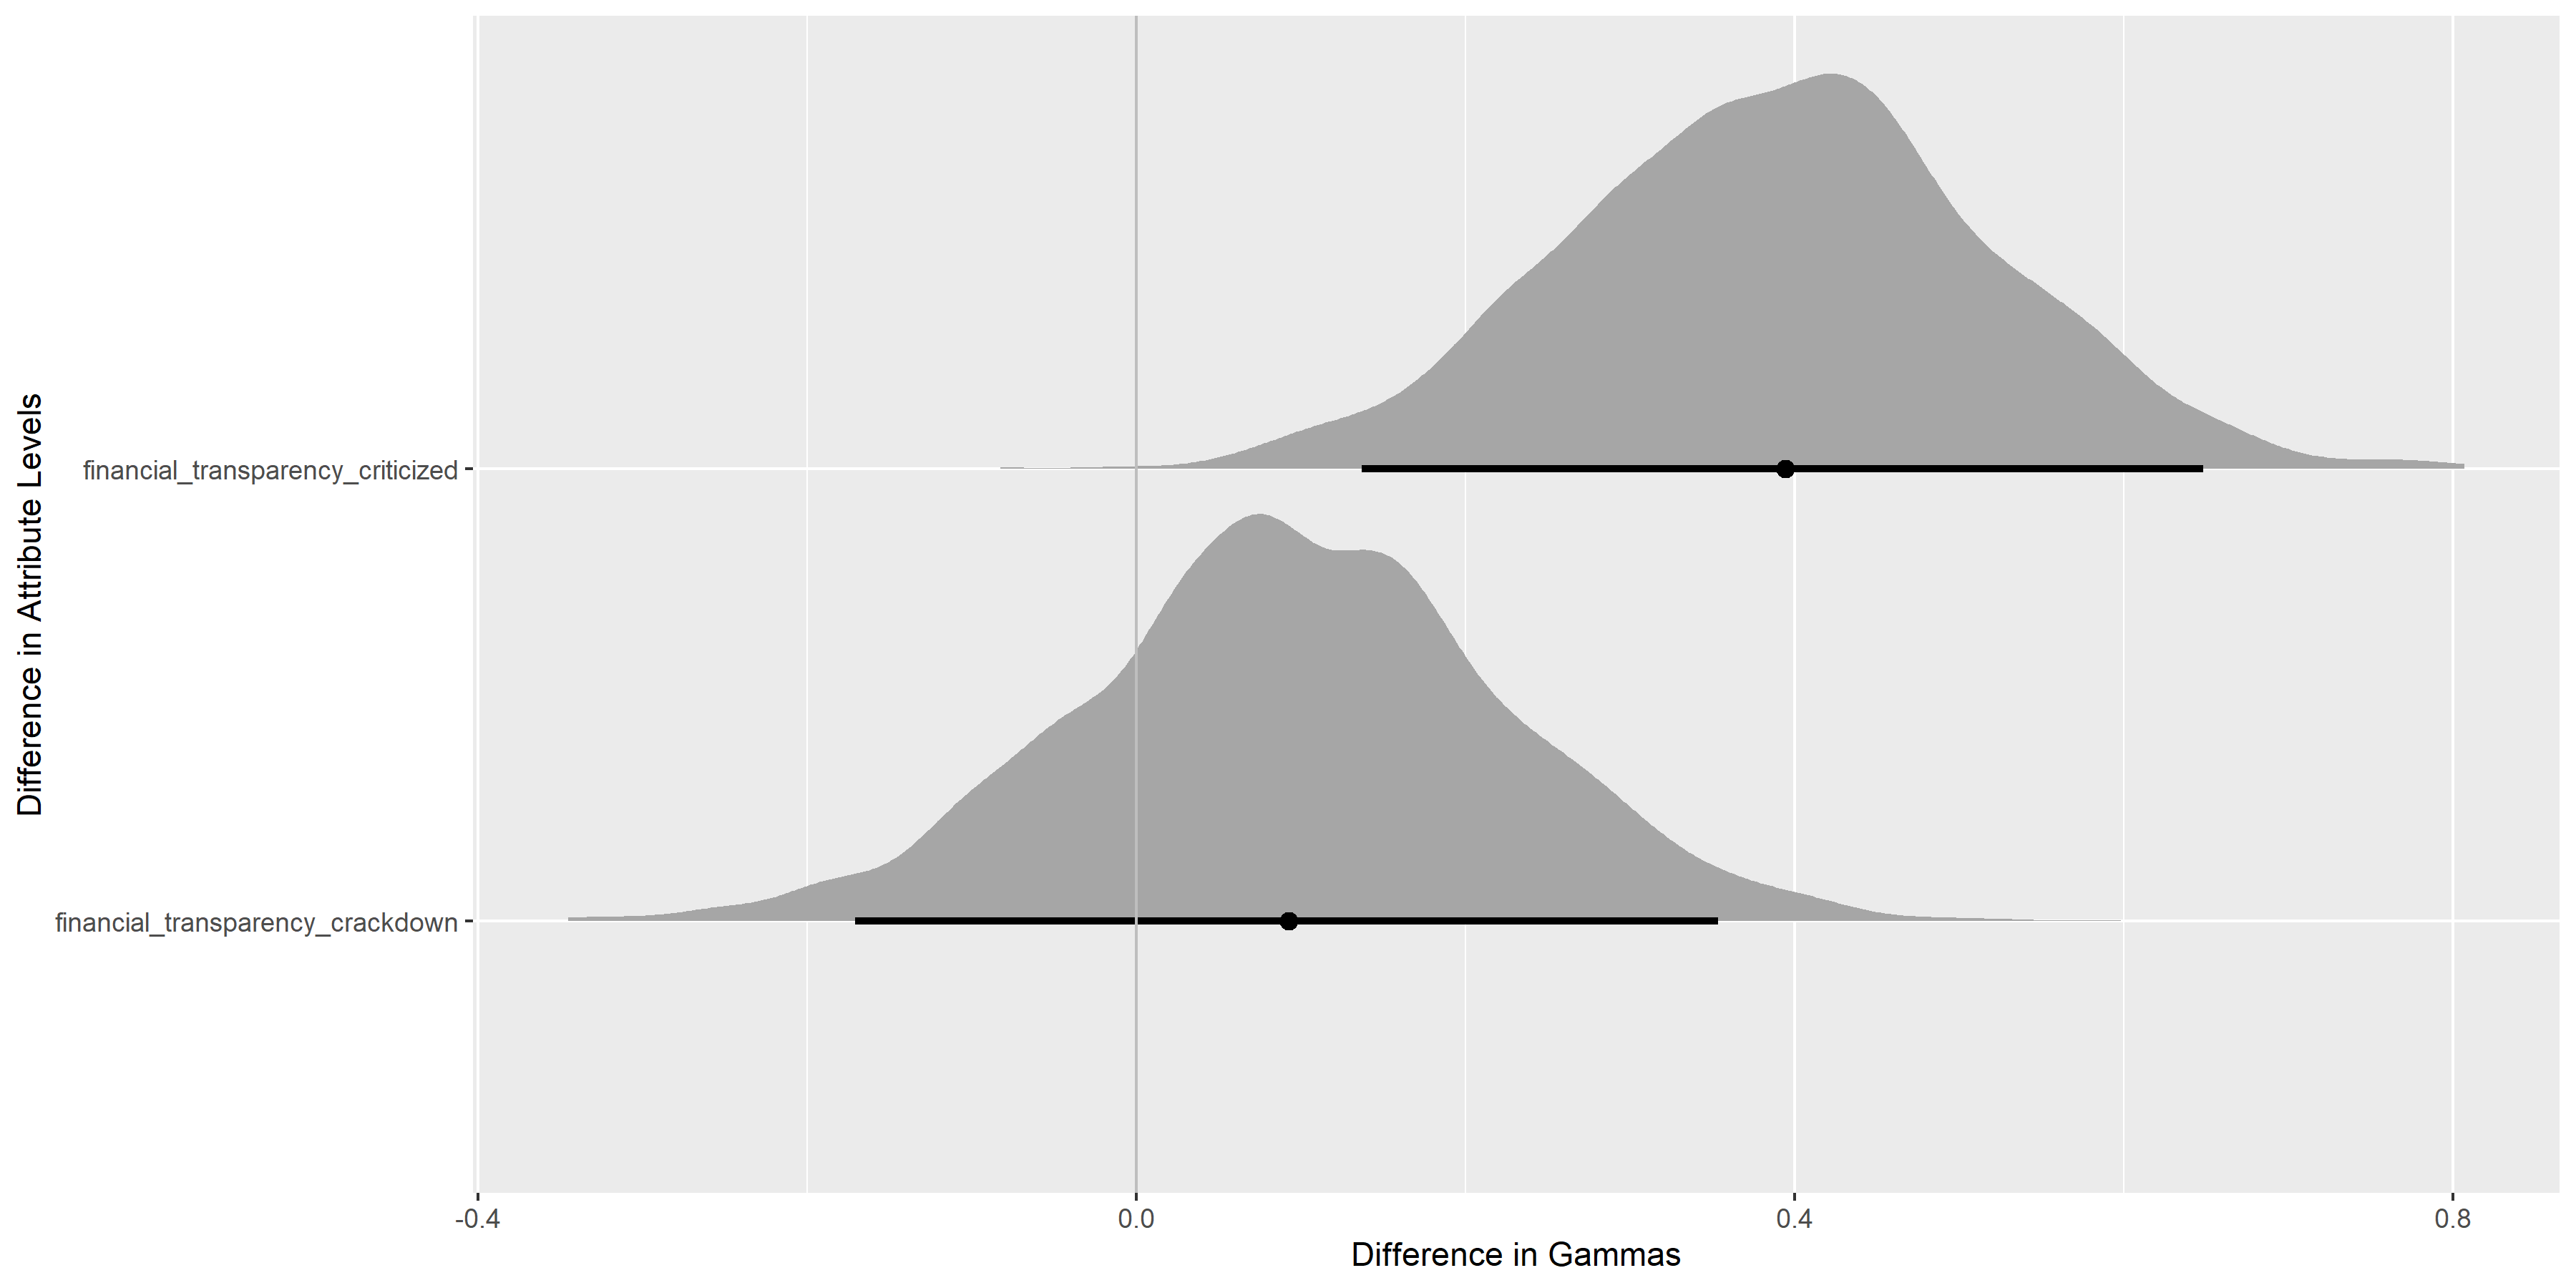 Difference in Attribute Levels
financial_transparency_criticized
financial_transparency_crackdown
-0.4 0.0 0.4 0.8
Difference in Gammas